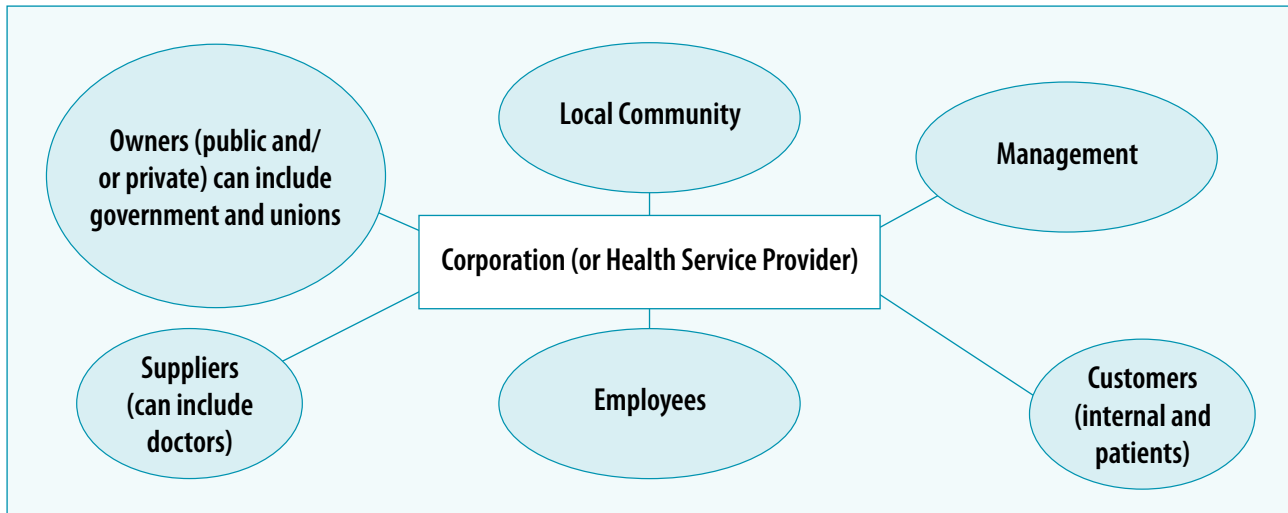 Owners (public and/
or private) can include
government and unions
Local Community
Management
Corporation (or Health Service Provider)
Suppliers
(can include
doctors)
Employees
Customers
(internal and
patients)